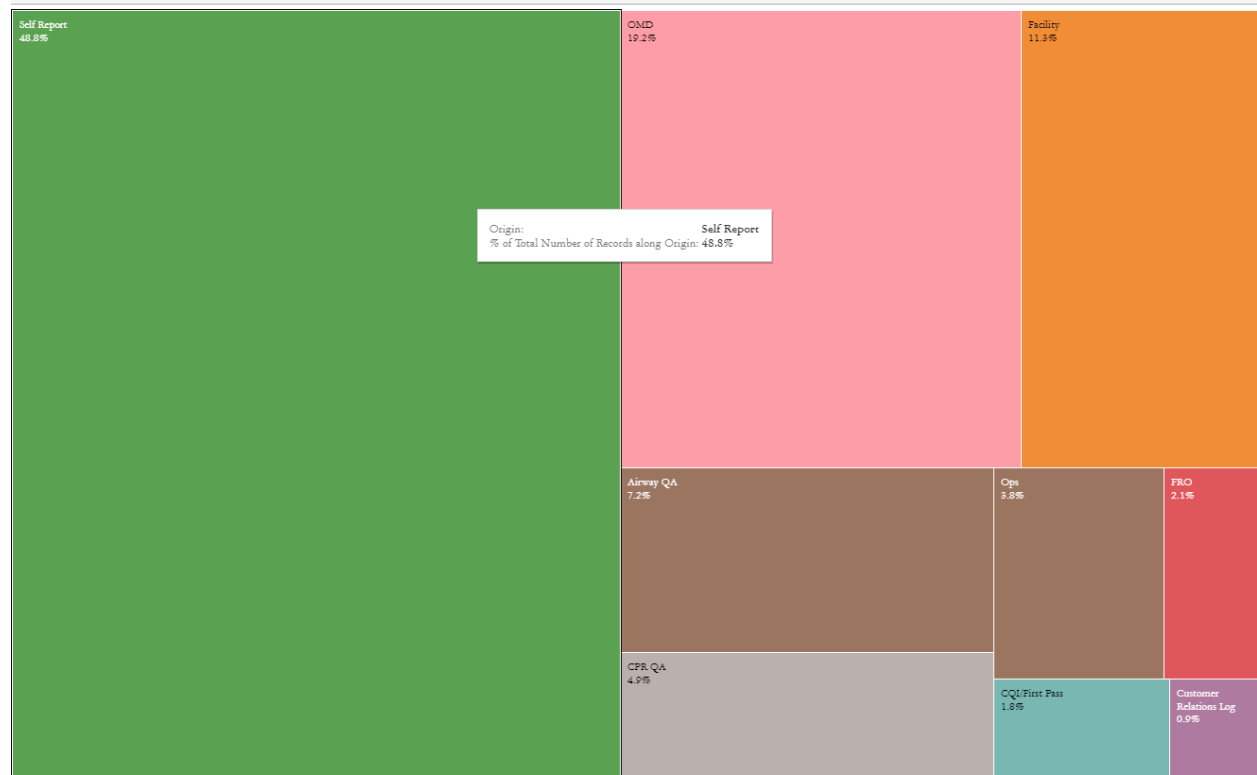 Self Report
48.8%
OMD
19.2%
Facility
11.3%
Origin: Self Report
% of Total Number of Records along Origin: 48.8%
Airway QA
7.2%
Ops
3.8%
FRO
2.1%
CPR QA
4.9%
CQI/First Pass
1.8%
Customer
Relations Log
0.9%